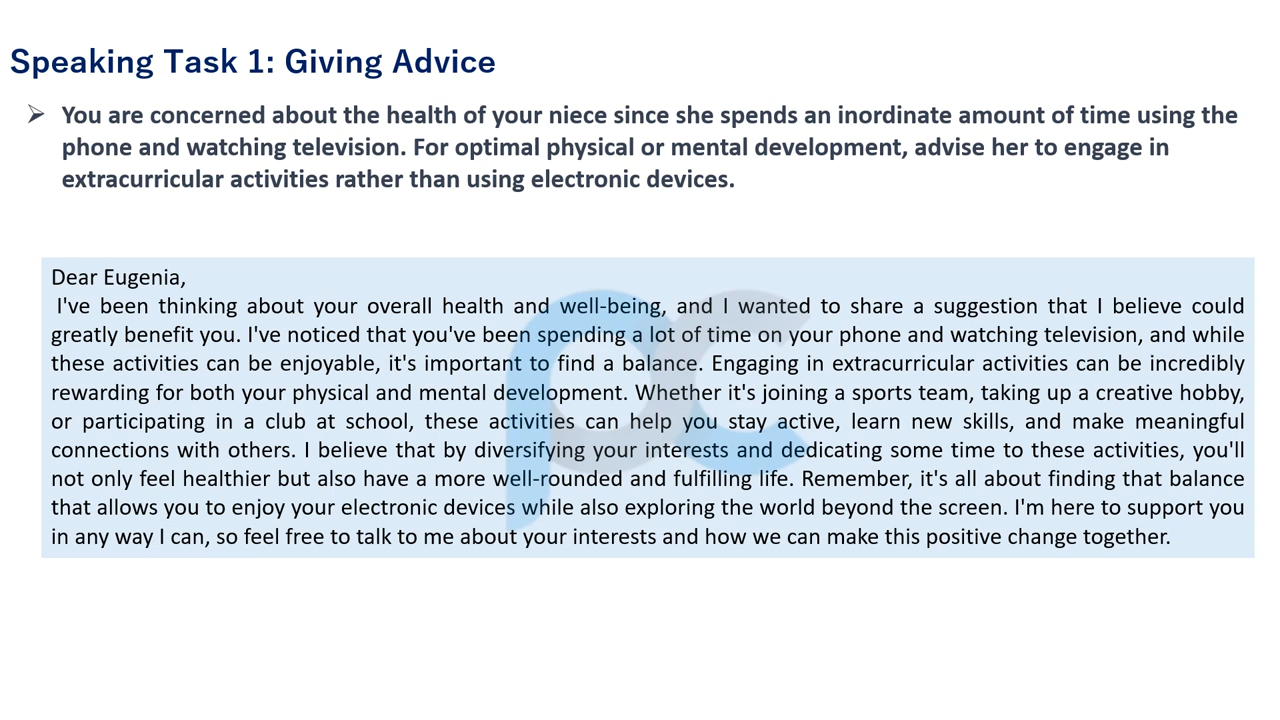 Speaking Task 1: Giving Advice
➢ You are concerned about the health of your niece since she spends an inordinate amount of time using the
phone and watching television. For optimal physical or mental development, advise her to engage in
extracurricular activities rather than using electronic devices.
Dear Eugenia,
I've been thinking about your overall health and well-being, and I wanted to share a suggestion that I believe could
greatly benefit you. I've noticed that you've been spending a lot of time on your phone and watching television, and while
these activities can be enjoyable, it's important to find a balance. Engaging in extracurricular activities can be incredibly
rewarding for both your physical and mental development. Whether it's joining a sports team, taking up a creative hobby,
or participating in a club at school, these activities can help you stay active, learn new skills, and make meaningful
connections with others. I believe that by diversifying your interests and dedicating some time to these activities, you'll
not only feel healthier but also have a more well-rounded and fulfilling life. Remember, it's all about finding that balance
that allows you to enjoy your electronic devices while also exploring the world beyond the screen. I'm here to support you
in any way I can, so feel free to talk to me about your interests and how we can make this positive change together.